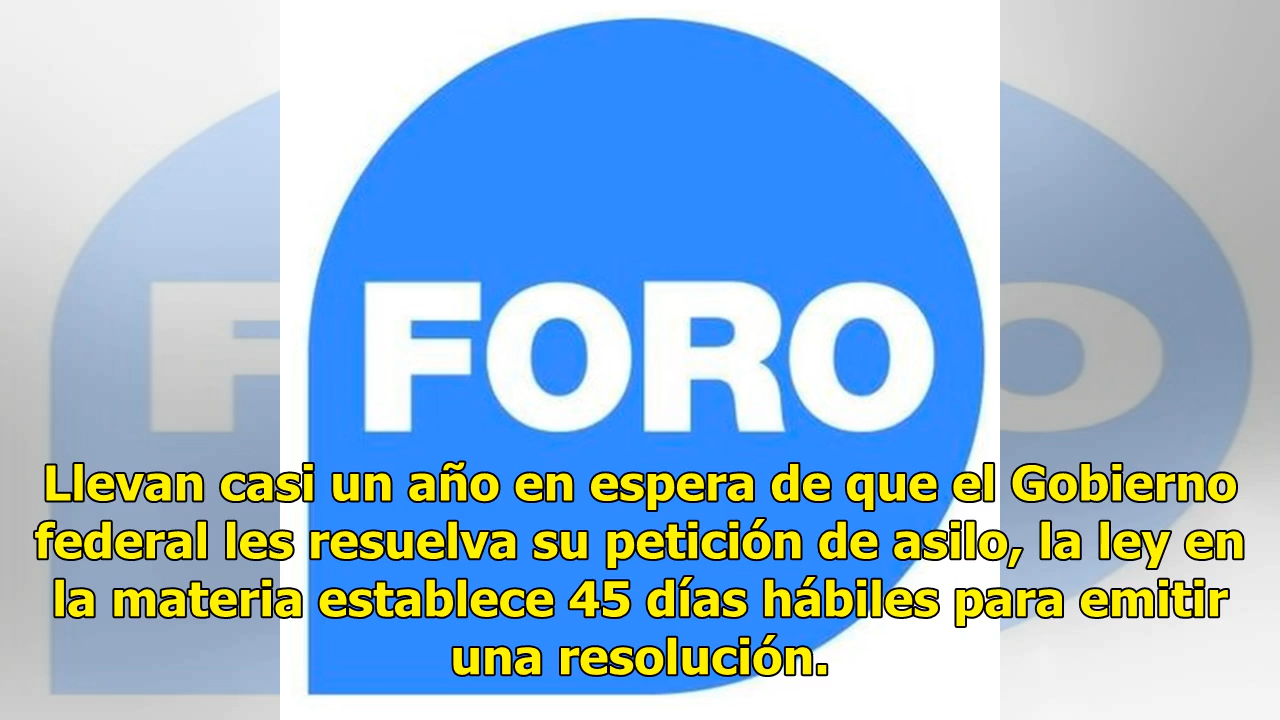 FORO
Llevan casi un año en espera de que el Gobierno
federal les resuelva su petición de asilo, la ley en
la materia establece 45 días hábiles para emitir
una resolución.